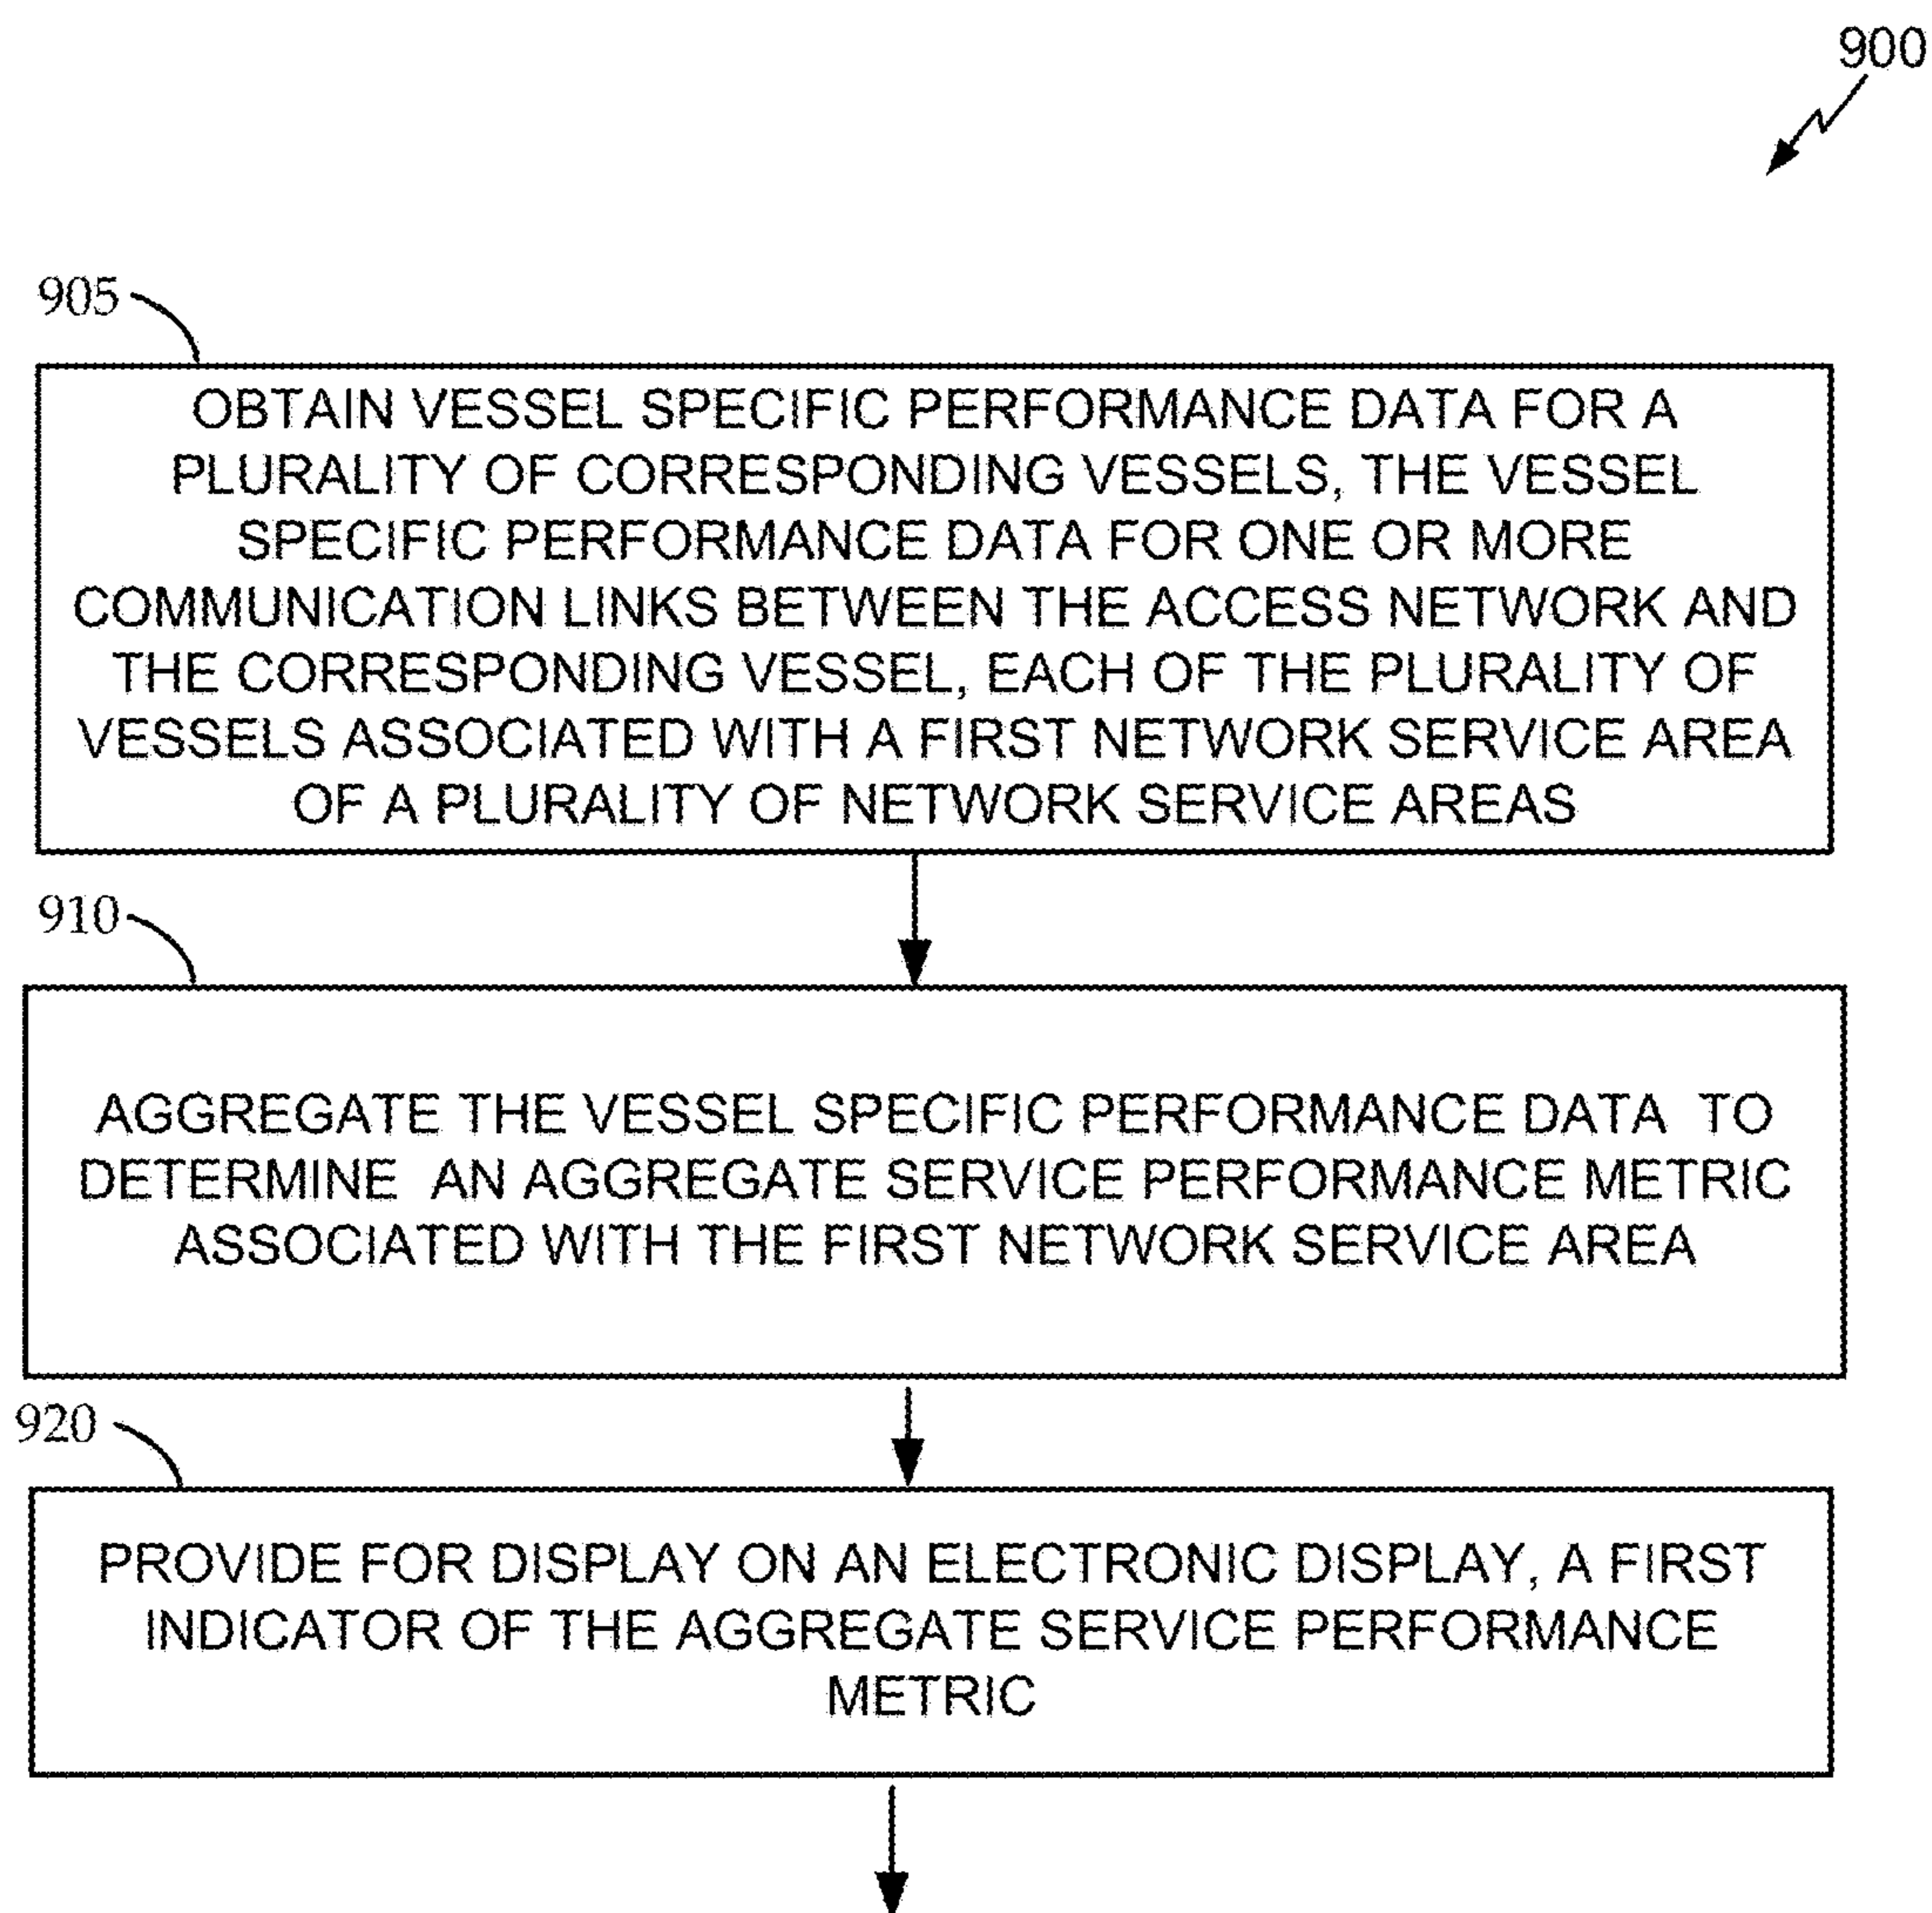 900
905
OBTAIN VESSEL SPECIFIC PERFORMANCE DATA FOR A
PLURALITY OF CORRESPONDING VESSELS, THE VESSEL
SPECIFIC PERFORMANCE DATA FOR ONE OR MORE
COMMUNICATION LINKS BETWEEN THE ACCESS NETWORK AND
THE CORRESPONDING VESSEL, EACH OF THE PLURALITY OF
VESSELS ASSOCIATED WITH A FIRST NETWORK SERVICE AREA
OF A PLURALITY OF NETWORK SERVICE AREAS
910
AGGREGATE THE VESSEL SPECIFIC PERFORMANCE DATA TO
DETERMINE AN AGGREGATE SERVICE PERFORMANCE METRIC
ASSOCIATED WITH THE FIRST NETWORK SERVICE AREA
920
PROVIDE FOR DISPLAY ON AN ELECTRONIC DISPLAY, A FIRST
INDICATOR OF THE AGGREGATE SERVICE PERFORMANCE
METRIC